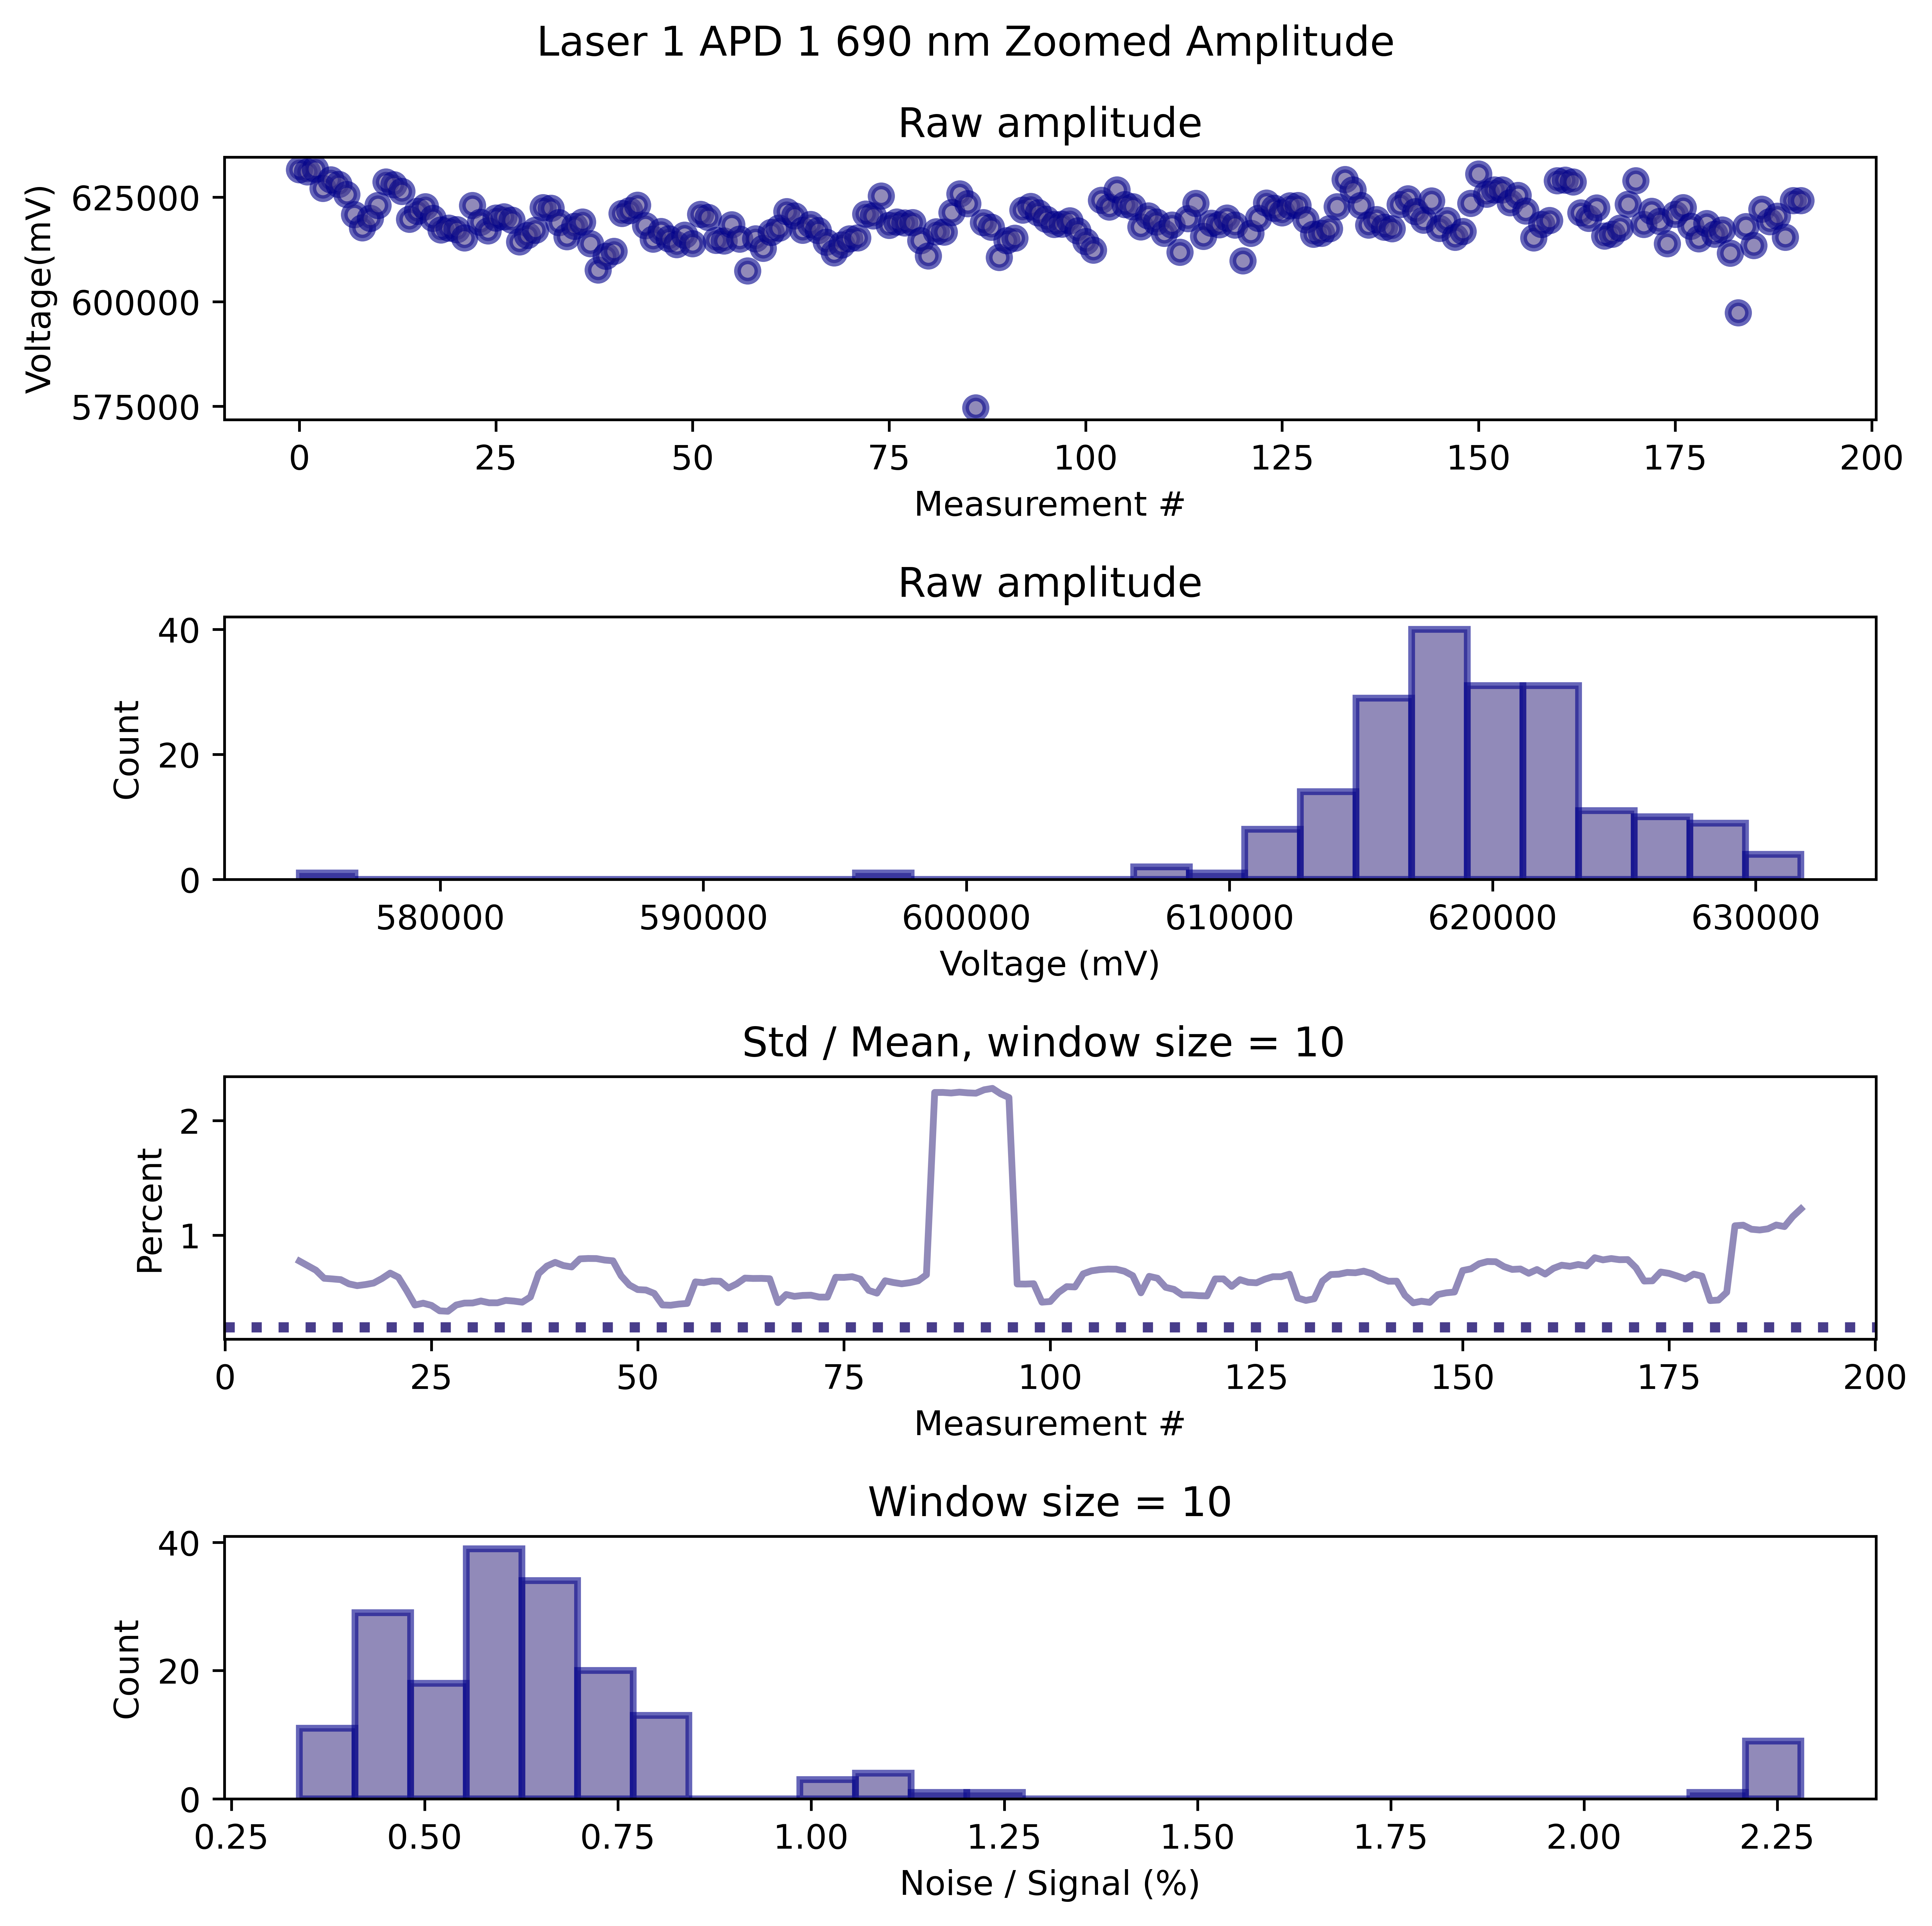 Laser 1 APD 1 690 nm Zoomed Amplitude
Raw amplitude
Voltage(mV)
625000
600000
575000
0 25 50 75 100 125 150 175 200
Measurement #
Raw amplitude
Count
40
20
0
580000 590000 600000 610000 620000 630000
Voltage (mV)
Std / Mean, window size = 10
Percent
2
1
0 25 50 75 100 125 150 175 200
Measurement #
Window size = 10
Count
40
20
0
0.25 0.50 0.75 1.00 1.25 1.50 1.75 2.00 2.25
Noise / Signal (%)